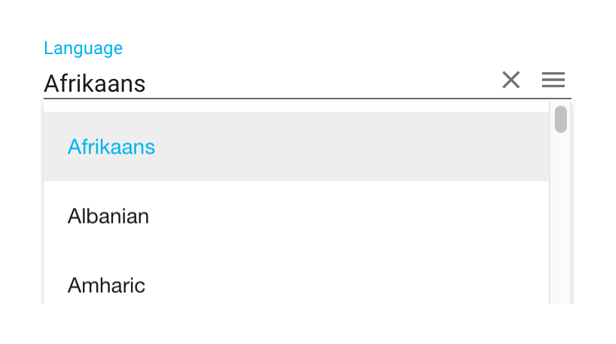 Language
Afrikaans
Afrikaans
Albanian
Amharic